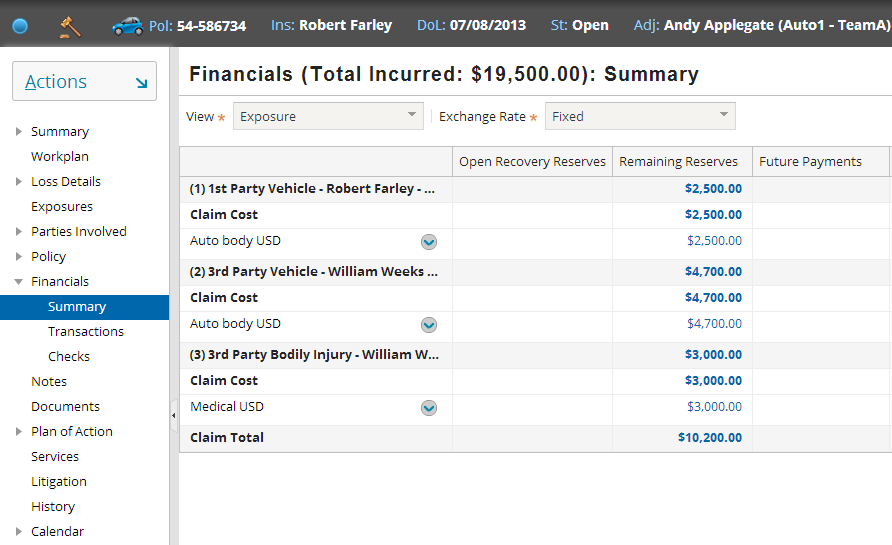 Pol: 54-586734 Ins: Robert Farley DoL: 07/08/2013 St: Open Adj: Andy Applegate (Auto1 - TeamA)
Actions
Summary
Workplan
Loss Details
Exposures
Parties Involved
Policy
Financials
Summary
Transactions
Checks
Notes
Documents
Plan of Action
Services
Litigation
History
Calendar
Financials (Total Incurred: $19,500.00): Summary
View * Exposure Exchange Rate * Fixed
Open Recovery Reserves Remaining Reserves Future Payments
(1) 1st Party Vehicle - Robert Farley - ... $2,500.00
Claim Cost $2,500.00
Auto body USD $2,500.00
(2) 3rd Party Vehicle - William Weeks ... $4,700.00
Claim Cost $4,700.00
Auto body USD $4,700.00
(3) 3rd Party Bodily Injury - William W... $3,000.00
Claim Cost $3,000.00
Medical USD $3,000.00
Claim Total $10,200.00